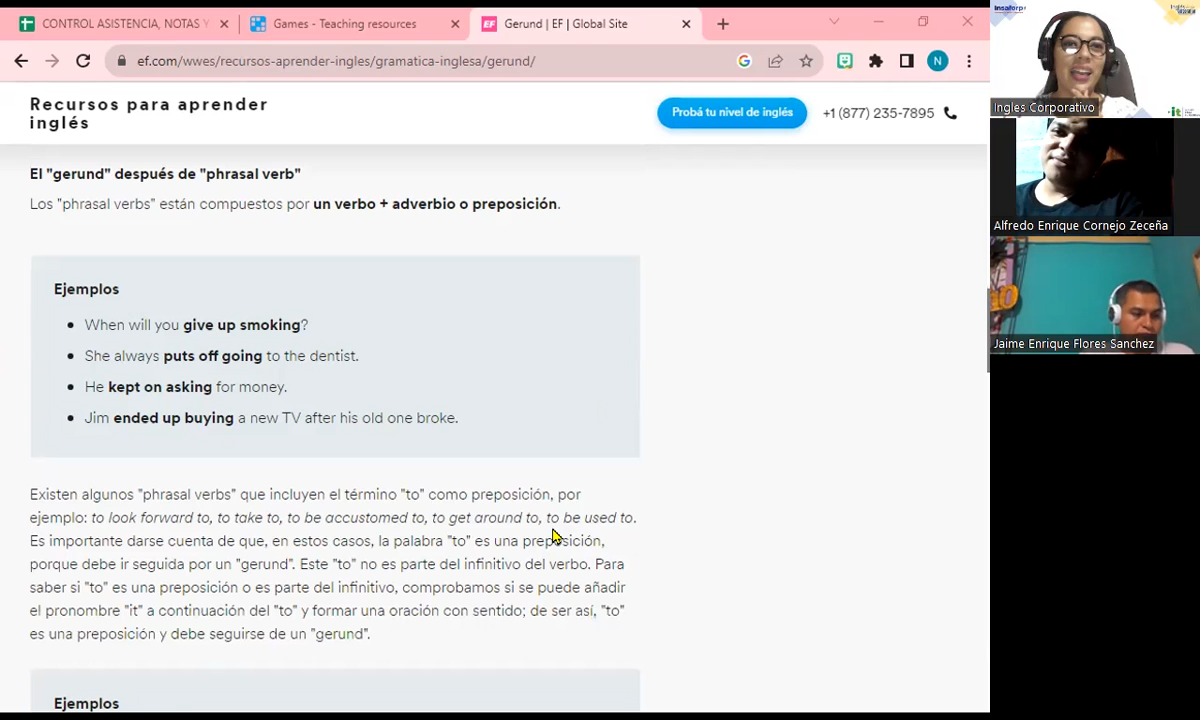 CONTROL ASISTENCIA, NOTAS Y
Games - Teaching resources
EF
Gerund | EF | Global Site
ef.com/wwes/recursos-aprender-ingles/gramatica-inglesa/gerund/
N
Recursos para aprender
inglés
Probá tu nivel de inglés
+1 (877) 235-7895
El "gerund" después de "phrasal verb"
Los "phrasal verbs" están compuestos por un verbo + adverbio o preposición.
Ejemplos
When will you give up smoking?
She always puts off going to the dentist.
He kept on asking for money.
Jim ended up buying a new TV after his old one broke.
Existen algunos "phrasal verbs" que incluyen el término "to" como preposición, por
ejemplo: to look forward to, to take to, to be accustomed to, to get around to, to be used to.
Es importante darse cuenta de que, en estos casos, la palabra "to" es una preposición,
porque debe ir seguida por un "gerund". Este "to" no es parte del infinitivo del verbo. Para
saber si "to" es una preposición o es parte del infinitivo, comprobamos si se puede añadir
el pronombre "it" a continuación del "to" y formar una oración con sentido; de ser así, "to"
es una preposición y debe seguirse de un "gerund".
Ejemplos
Insaforp
Ingles Corporativo
Alfredo Enrique Cornejo Zeceña
Jaime Enrique Flores Sanchez